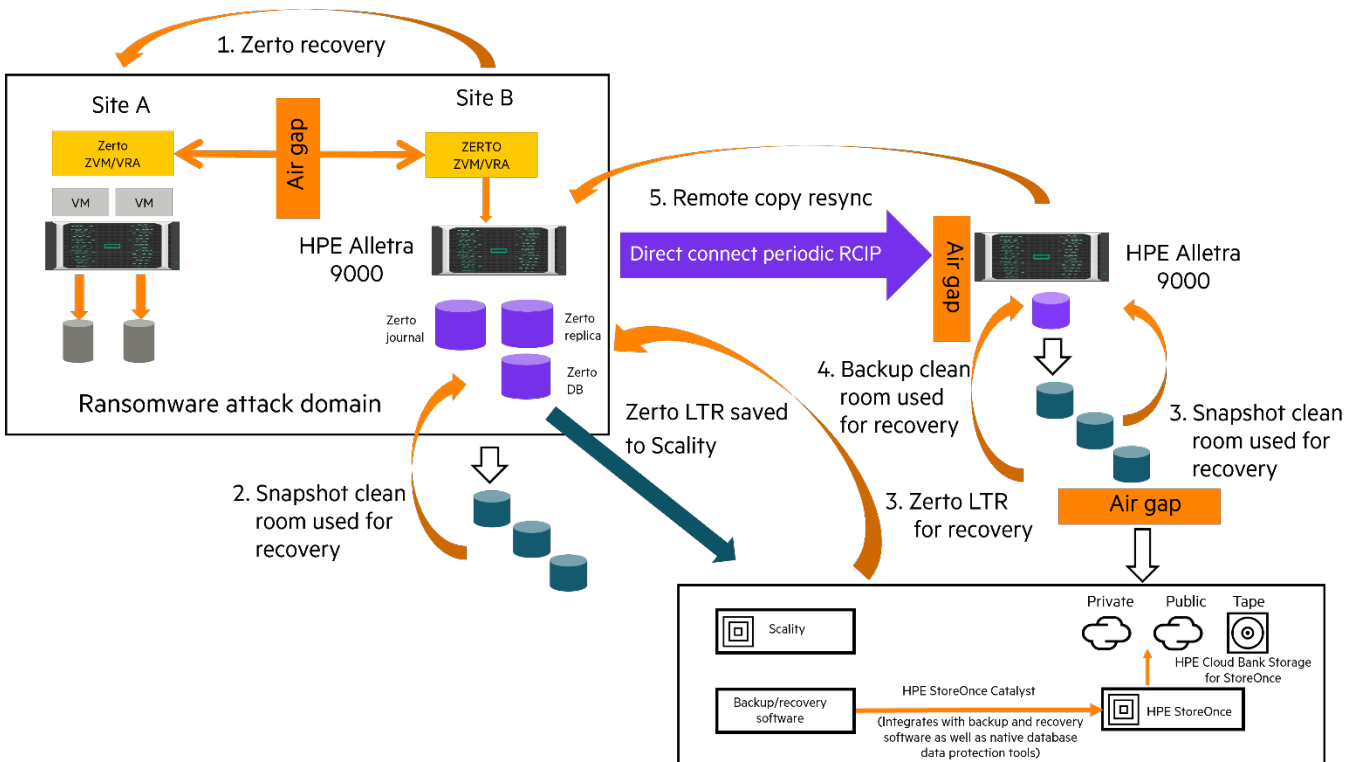 1. Zerto recovery
Site A
Site B
Zerto
ZVM/VRA
Air gap
ZERTO
ZVM/VRA
VM
VM
HPE Alletra
9000
5. Remote copy resync
Direct connect periodic RCIP
Air gap
HPE Alletra
9000
Zerto
journal
Zerto
replica
Zerto
DB
Ransomware attack domain
Zerto LTR saved
to Scality
4. Backup clean
room used
for recovery
3. Snapshot clean
room used for
recovery
2. Snapshot clean
room used for
recovery
3. Zerto LTR
for recovery
Air gap
Private
Public
Tape
Scality
HPE Cloud Bank Storage
for StoreOnce
Backup/recovery
software
HPE StoreOnce Catalyst
(Integrates with backup and recovery
software as well as native database
data protection tools)
HPE StoreOnce